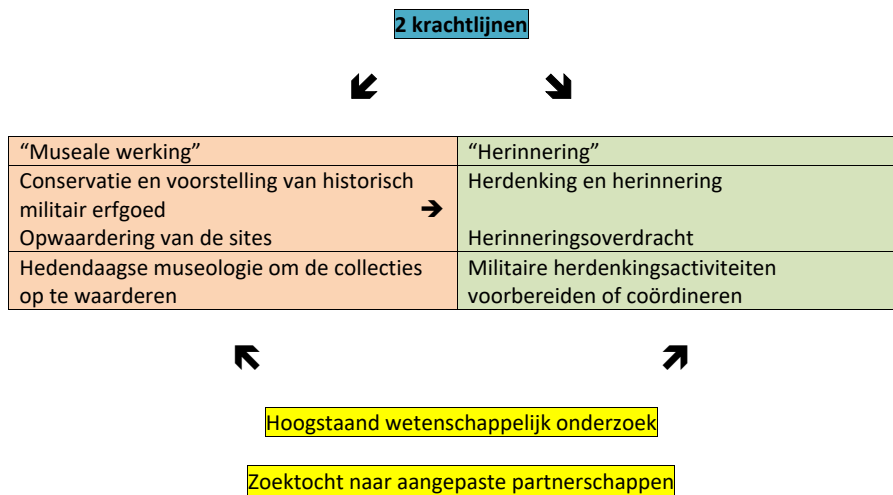 2 krachtlijnen
“Museale werking”
Conservatie en voorstelling van historisch
militair erfgoed
Opwaardering van de sites
Hedendaagse museologie om de collecties
op te waarderen
“Herinnering”
Herdenking en herinnering
Herinneringsoverdracht
Militaire herdenkingsactiviteiten
voorbereiden of coördineren
Hoogstaand wetenschappelijk onderzoek
Zoektocht naar aangepaste partnerschappen